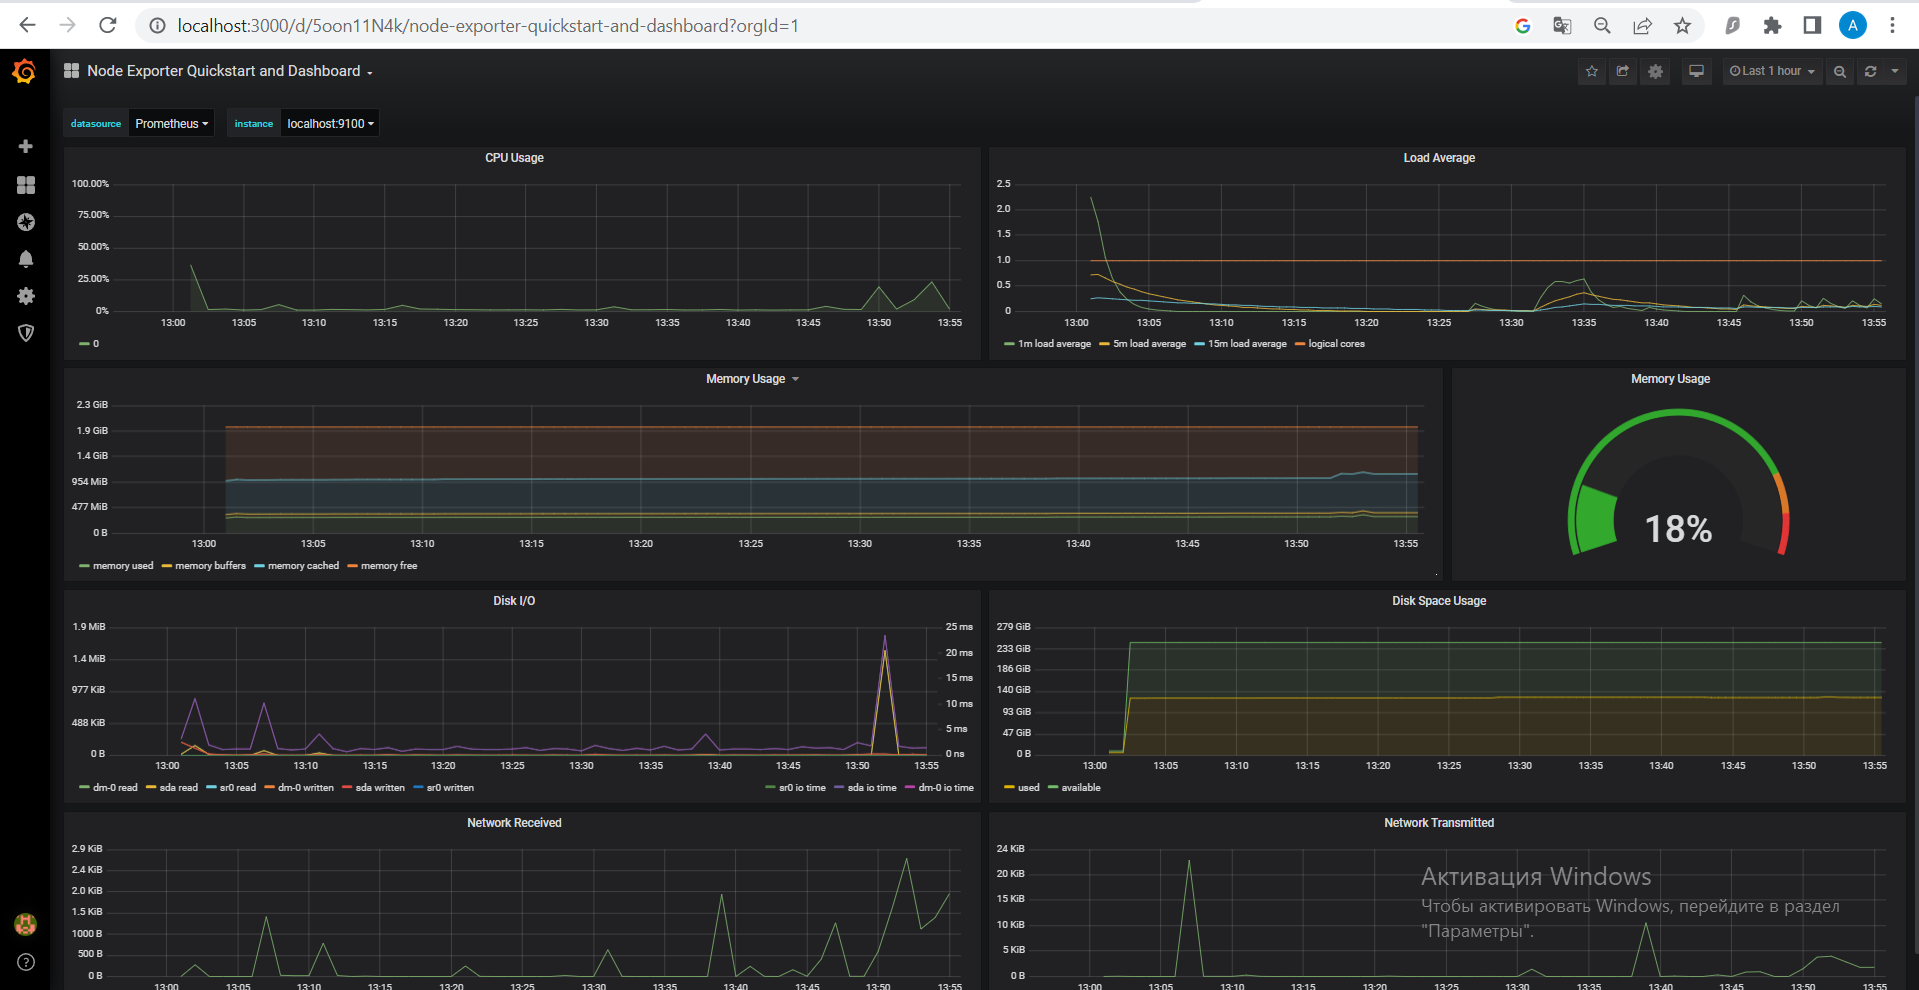 localhost:3000/d/5oon11N4k/node-exporter-quickstart-and-dashboard?orgId=1
A
Node Exporter Quickstart and Dashboard
Last 1 hour
datasource Prometheus instance localhost:9100
CPU Usage
100.00%
75.00%
50.00%
25.00%
0%
13:00 13:05 13:10 13:15 13:20 13:25 13:30 13:35 13:40 13:45 13:50 13:55
0
Load Average
2.5
2.0
1.5
1.0
0.5
0
13:00 13:05 13:10 13:15 13:20 13:25 13:30 13:35 13:40 13:45 13:50 13:55
1m load average 5m load average 15m load average logical cores
Memory Usage
2.3 GiB
1.9 GiB
1.4 GiB
954 MiB
477 MiB
0 B
13:00 13:05 13:10 13:15 13:20 13:25 13:30 13:35 13:40 13:45 13:50 13:55
memory used memory buffers memory cached memory free
Memory Usage
18%
Disk I/O
1.9 MiB
1.4 MiB
977 KiB
488 KiB
0 B
25 ms
20 ms
15 ms
10 ms
5 ms
0 ns
13:00 13:05 13:10 13:15 13:20 13:25 13:30 13:35 13:40 13:45 13:50 13:55
dm-0 read sda read sr0 read dm-0 written sda written sr0 written sr0 io time sda io time dm-0 io time
Disk Space Usage
279 GiB
233 GiB
186 GiB
140 GiB
93 GiB
47 GiB
0 B
13:00 13:05 13:10 13:15 13:20 13:25 13:30 13:35 13:40 13:45 13:50 13:55
used available
Network Received
2.9 KiB
2.4 KiB
2.0 KiB
1.5 KiB
1000 B
500 B
0 B
13:00 13:05 13:10 13:15 13:20 13:25 13:30 13:35 13:40 13:45 13:50 13:55
Network Transmitted
24 KiB
20 KiB
15 KiB
10 KiB
5 KiB
0 B
13:00 13:05 13:10 13:15 13:20 13:25 13:30 13:35 13:40 13:45 13:50 13:55
Активация Windows
Чтобы активировать Windows, перейдите в раздел
"Параметры".